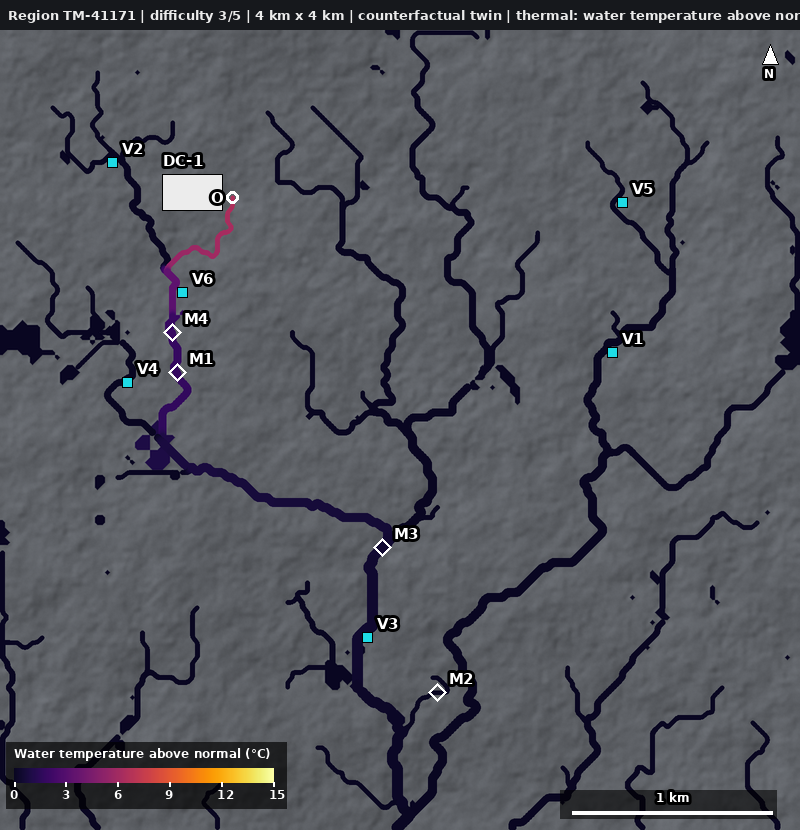 Region TM-41171 | difficulty 3/5 | 4 km x 4 km | counterfactual twin | thermal: water temperature above nor
N
V2
DC-1
O
V5
V6
M4
V1
M1
V4
M3
V3
M2
Water temperature above normal (°C)
0 3 6 9 12 15
1 km